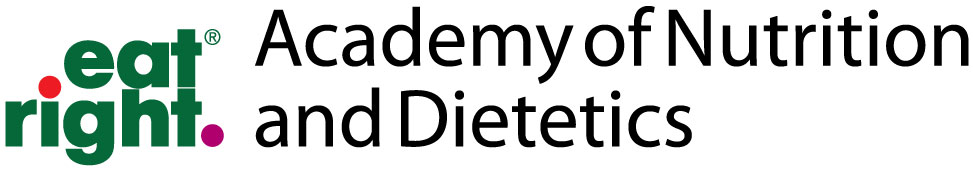 eat®
right.
Academy of Nutrition
and Dietetics